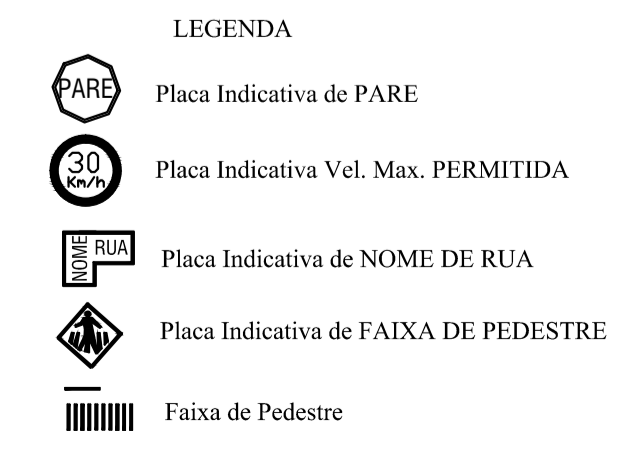 LEGENDA
PARE
Placa Indicativa de PARE
30
Km/h
Placa Indicativa Vel. Max. PERMITIDA
NOME
RUA
Placa Indicativa de NOME DE RUA
Placa Indicativa de FAIXA DE PEDESTRE
Faixa de Pedestre